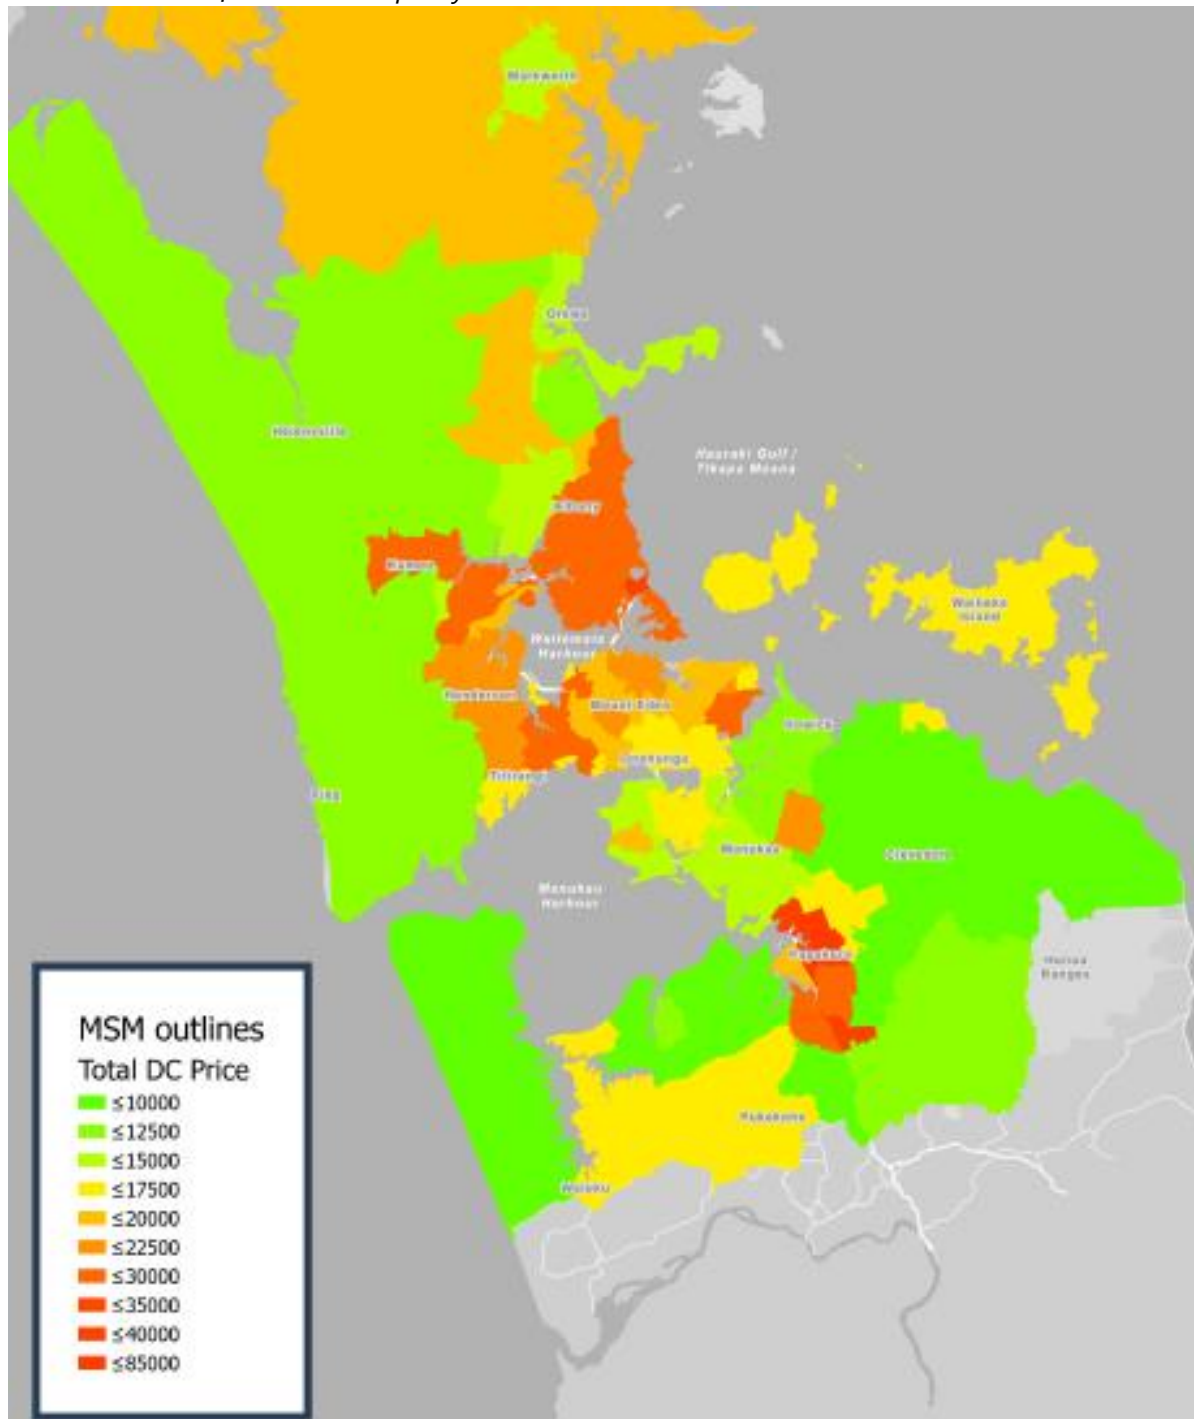 Warkworth
Orewa
Helensville
Hauraki Gulf /
Tikapa Moana
Albany
Kumeu
Waiheke
Island
Waitemata
Harbour
Henderson
Mount Eden
Howick
Onehunga
Titirangi
Piha
Manukau
Clevedon
Manukau
Harbour
Papakura
Hunua
Ranges
Pukekohe
Waiuku
MSM outlines
Total DC Price
≤10000
≤12500
≤15000
≤17500
≤20000
≤22500
≤30000
≤35000
≤40000
≤85000